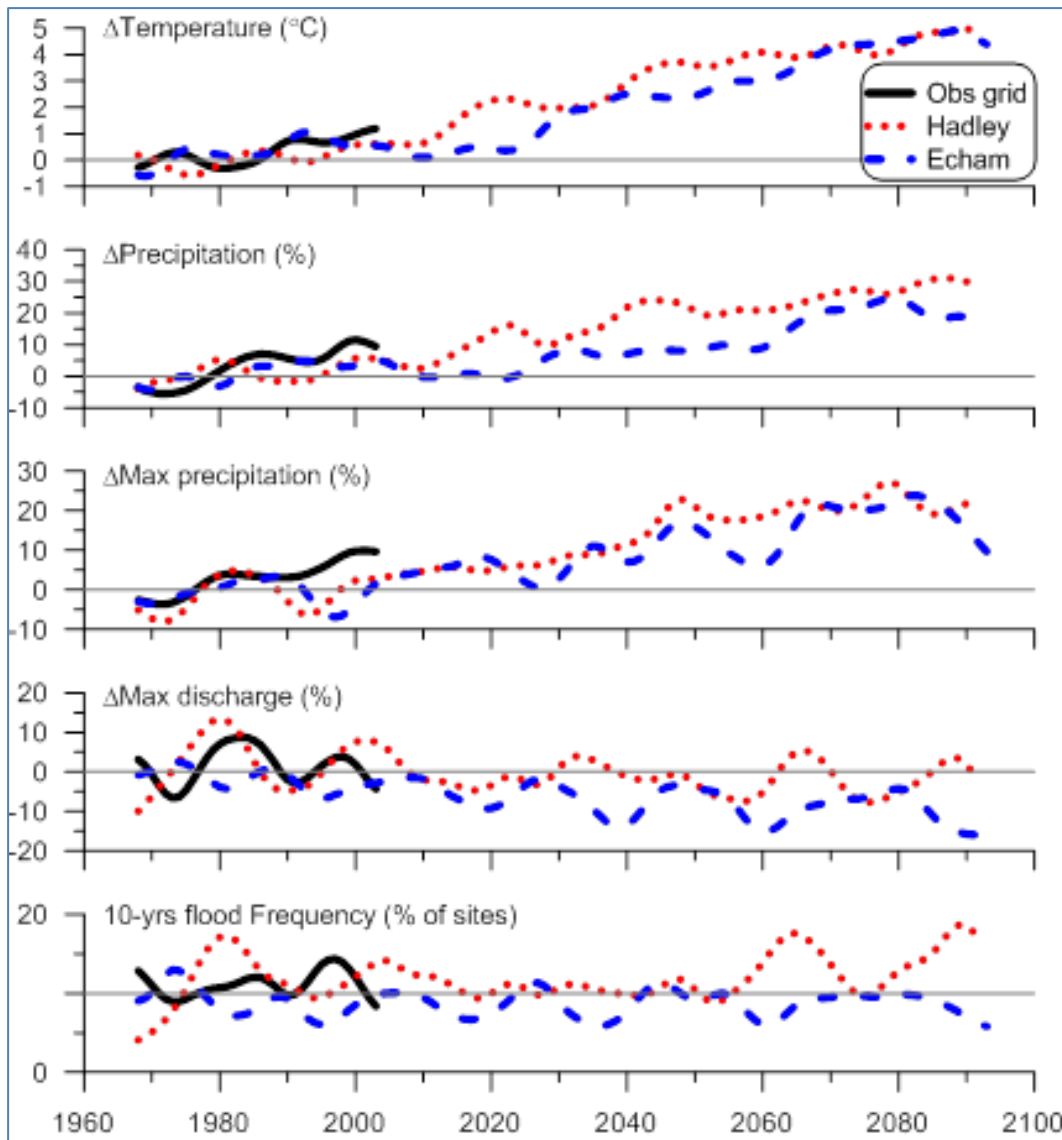 ΔTemperature (°C)
5
4
3
2
1
0
-1
Obs grid
Hadley
Echam
ΔPrecipitation (%)
40
30
20
10
0
-10
ΔMax precipitation (%)
30
20
10
0
-10
ΔMax discharge (%)
20
10
0
-10
-20
10-yrs flood Frequency (% of sites)
20
10
0
1960 1980 2000 2020 2040 2060 2080 2100